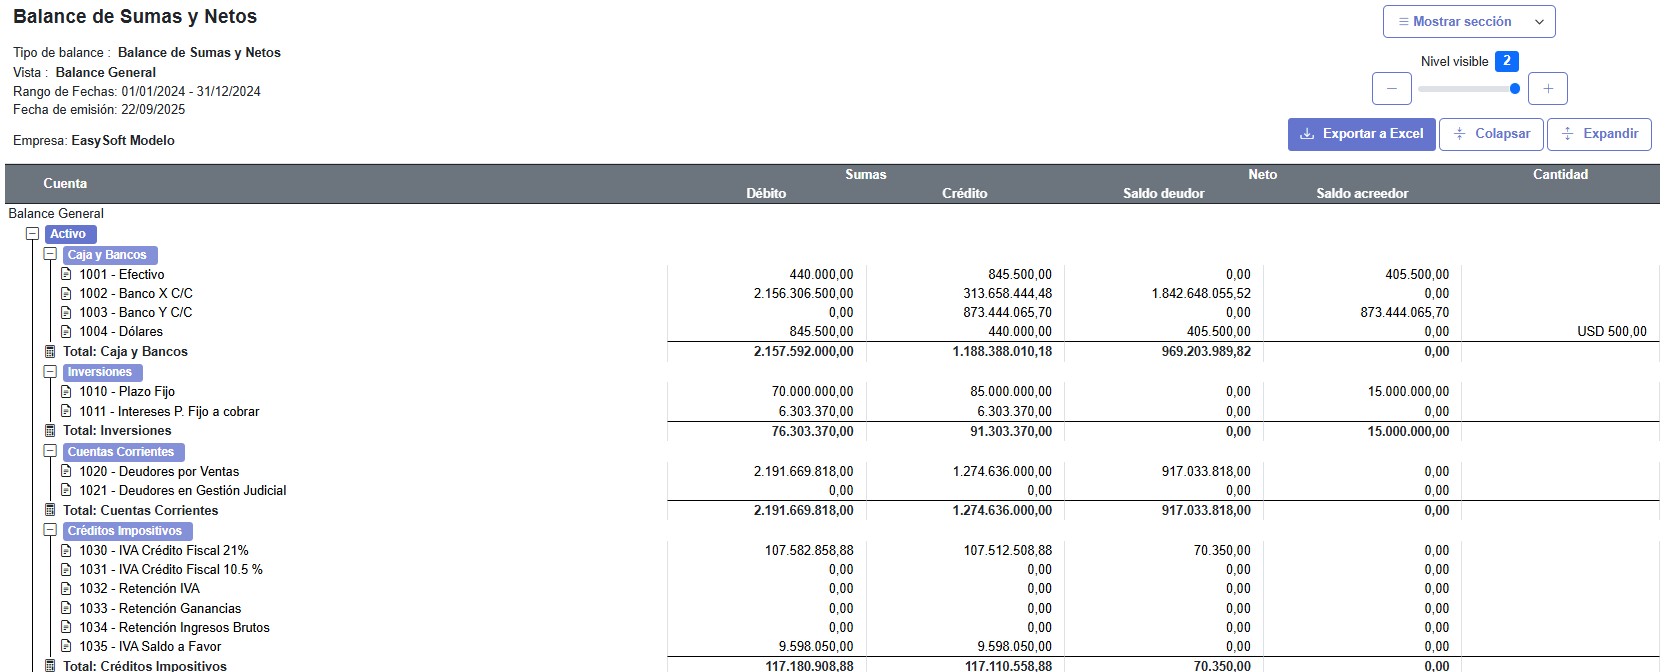 Balance de Sumas y Netos
Mostrar sección
Tipo de balance : Balance de Sumas y Netos
Vista : Balance General
Nivel visible 2
Rango de Fechas: 01/01/2024 - 31/12/2024
Fecha de emisión: 22/09/2025
Empresa: EasySoft Modelo
Exportar a Excel Colapsar Expandir
Cuenta Sumas Neto Cantidad
Débito Crédito Saldo deudor Saldo acreedor
Balance General
Activo
Caja y Bancos
1001 - Efectivo 440.000,00 845.500,00 0,00 405.500,00
1002 - Banco X C/C 2.156.306.500,00 313.658.444,48 1.842.648.055,52 0,00
1003 - Banco Y C/C 0,00 873.444.065,70 0,00 873.444.065,70
1004 - Dólares 845.500,00 440.000,00 405.500,00 0,00 USD 500,00
Total: Caja y Bancos 2.157.592.000,00 1.188.388.010,18 969.203.989,82 0,00
Inversiones
1010 - Plazo Fijo 70.000.000,00 85.000.000,00 0,00 15.000.000,00
1011 - Intereses P. Fijo a cobrar 6.303.370,00 6.303.370,00 0,00 0,00
Total: Inversiones 76.303.370,00 91.303.370,00 0,00 15.000.000,00
Cuentas Corrientes
1020 - Deudores por Ventas 2.191.669.818,00 1.274.636.000,00 917.033.818,00 0,00
1021 - Deudores en Gestión Judicial 0,00 0,00 0,00 0,00
Total: Cuentas Corrientes 2.191.669.818,00 1.274.636.000,00 917.033.818,00 0,00
Créditos Impositivos
1030 - IVA Crédito Fiscal 21% 107.582.858,88 107.512.508,88 70.350,00 0,00
1031 - IVA Crédito Fiscal 10.5 % 0,00 0,00 0,00 0,00
1032 - Retención IVA 0,00 0,00 0,00 0,00
1033 - Retención Ganancias 0,00 0,00 0,00 0,00
1034 - Retención Ingresos Brutos 0,00 0,00 0,00 0,00
1035 - IVA Saldo a Favor 9.598.050,00 9.598.050,00 0,00 0,00
Total: Créditos Impositivos 117.180.908,88 117.110.558,88 70.350,00 0,00